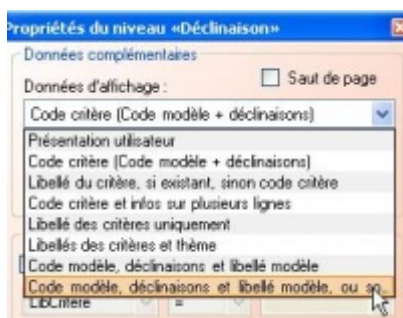 Propriétés du niveau «Déclinaison»
Données complémentaires
Données d'affichage :
Saut de page
Code critère (Code modèle + déclinaisons)
Présentation utilisateur
Code critère (Code modèle + déclinaisons)
Libellé du critère, si existant, sinon code critère
Code critère et infos sur plusieurs lignes
Libellé des critères uniquement
Libellés des critères et thème
Code modèle, déclinaisons et libellé modèle
Code modèle, déclinaisons et libellé modèle, ou so..
LibCritere
=